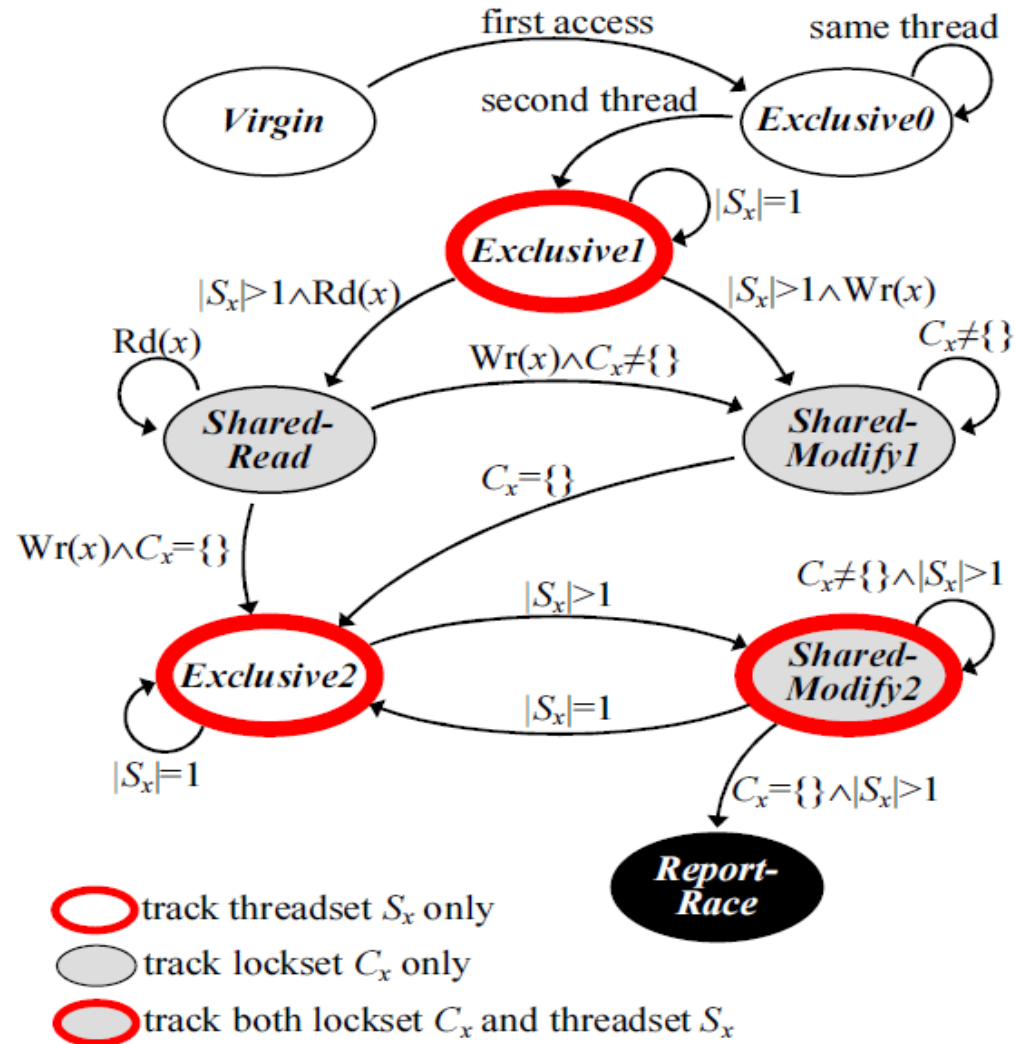 first access
same thread
Virgin
second thread
Exclusive0
|Sₓ|=1
Exclusive1
|Sₓ|>1∧Rd(x)
|Sₓ|>1∧Wr(x)
Rd(x)
Wr(x)∧Cₓ≠{}
Cₓ≠{}
Shared-
Read
Shared-
Modify1
Cₓ={}
Wr(x)∧Cₓ={}
Cₓ≠{}∧|Sₓ|>1
|Sₓ|>1
Exclusive2
Shared-
Modify2
|Sₓ|=1
|Sₓ|=1
Cₓ={}∧|Sₓ|>1
Report-
Race
track threadset Sₓ only
track lockset Cₓ only
track both lockset Cₓ and threadset Sₓ